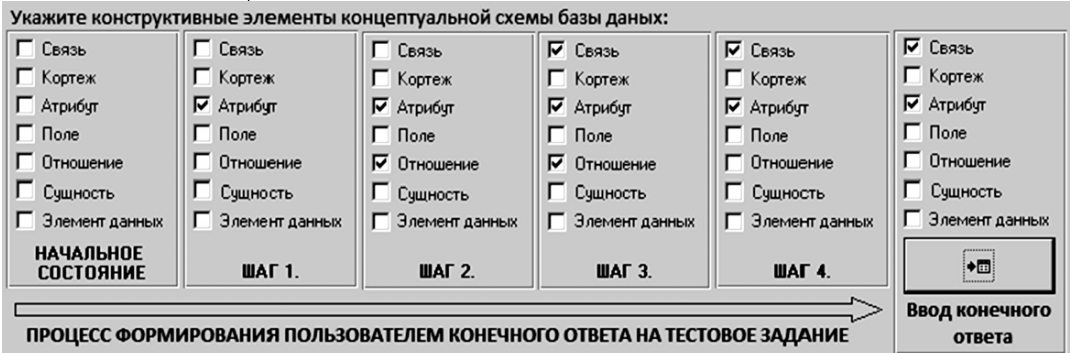 Укажите конструктивные элементы концептуальной схемы базы даных:
Связь
Кортеж
Атрибут
Поле
Отношение
Сущность
Элемент данных
НАЧАЛЬНОЕ
СОСТОЯНИЕ
Связь
Кортеж
Атрибут
Поле
Отношение
Сущность
Элемент данных
ШАГ 1.
Связь
Кортеж
Атрибут
Поле
Отношение
Сущность
Элемент данных
ШАГ 2.
Связь
Кортеж
Атрибут
Поле
Отношение
Сущность
Элемент данных
ШАГ 3.
Связь
Кортеж
Атрибут
Поле
Отношение
Сущность
Элемент данных
ШАГ 4.
Связь
Кортеж
Атрибут
Поле
Отношение
Сущность
Элемент данных
Ввод конечного
ответа
ПРОЦЕСС ФОРМИРОВАНИЯ ПОЛЬЗОВАТЕЛЕМ КОНЕЧНОГО ОТВЕТА НА ТЕСТОВОЕ ЗАДАНИЕ